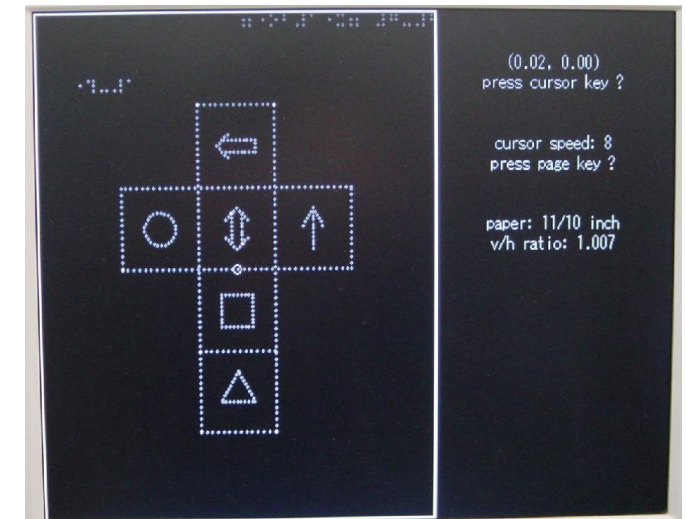 (0.02, 0.00)
press cursor key ?
cursor speed: 8
press page key ?
paper: 11/10 inch
v/h ratio: 1.007